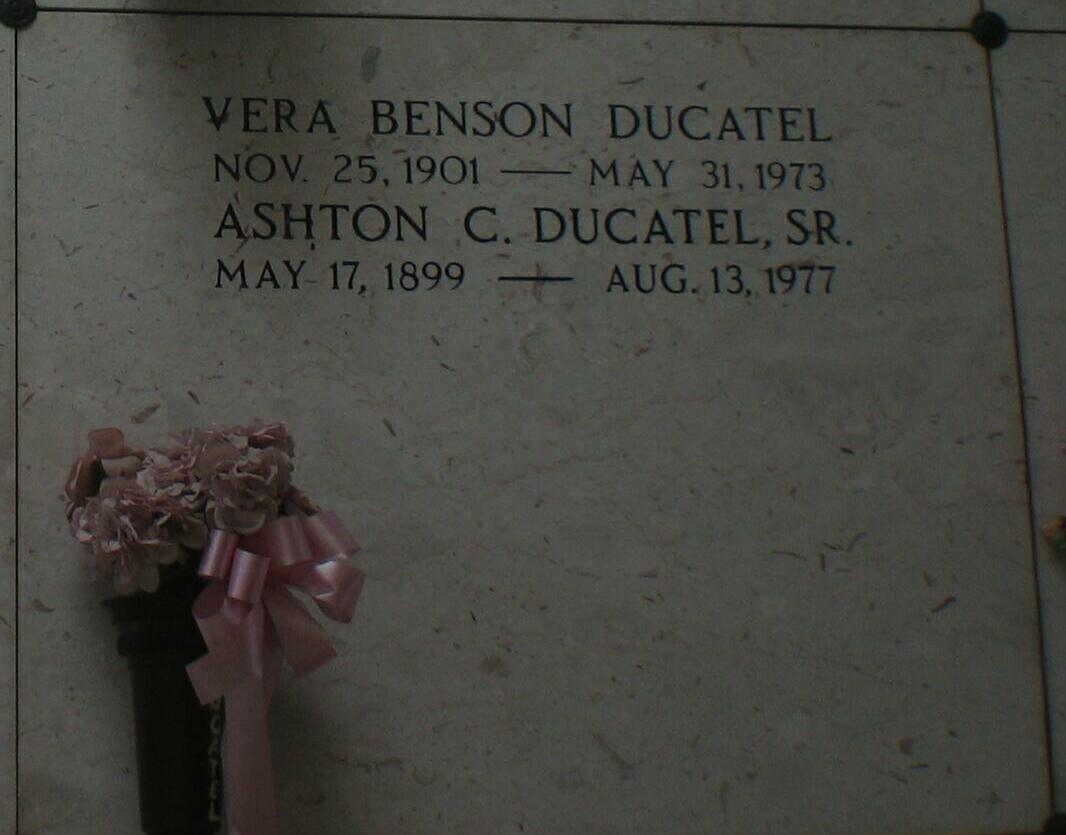 VERA BENSON DUCATEL
NOV. 25, 1901 — MAY 31, 1973
ASHTON C. DUCATEL, SR.
MAY 17, 1899 — AUG. 13, 1977